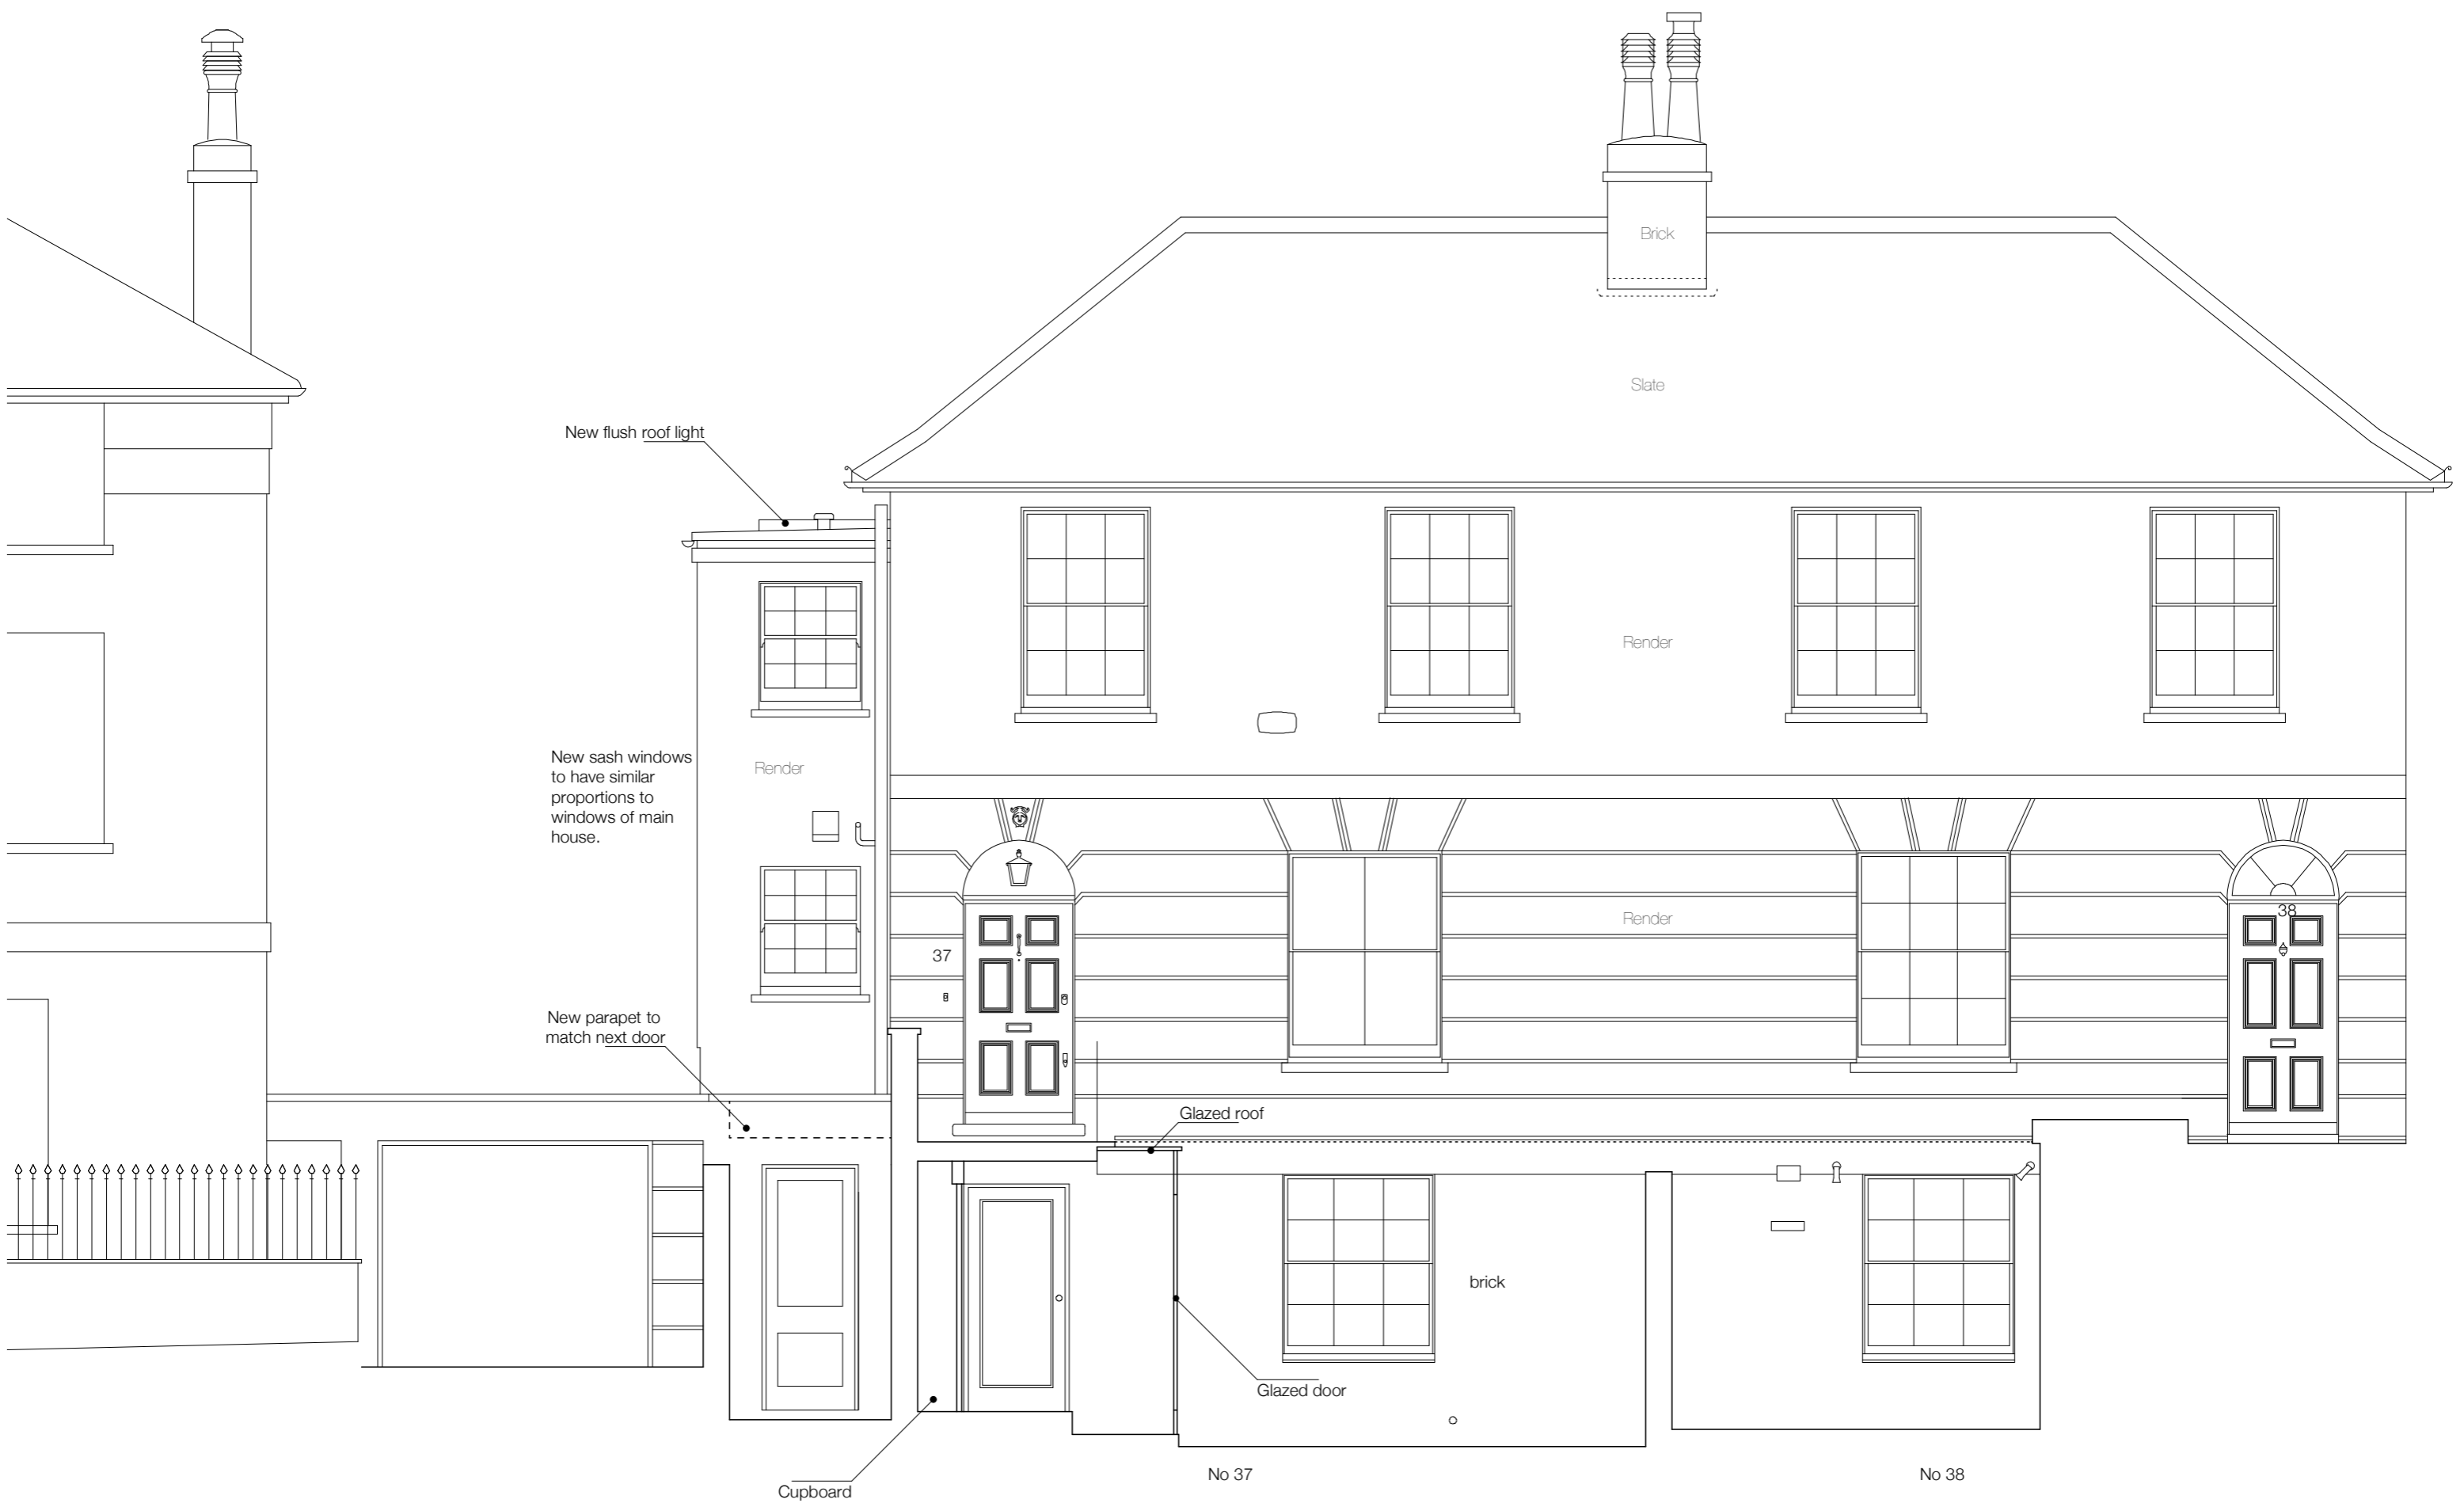 Brick
Slate
New flush roof light
Render
New sash windows
to have similar
proportions to
windows of main
house.
Render
Render
38
37
New parapet to
match next door
Glazed roof
brick
Glazed door
Cupboard
No 37
No 38